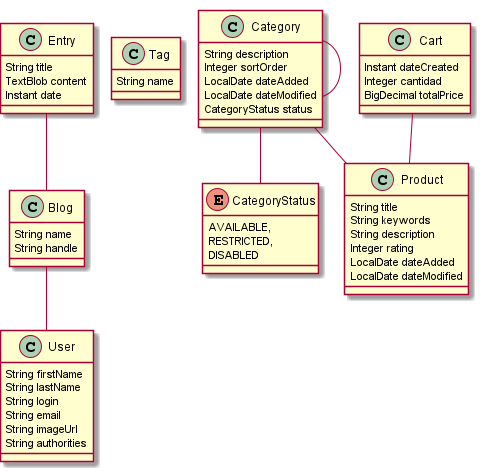 C Entry
String title
TextBlob content
Instant date
C Tag
String name
C Category
String description
Integer sortOrder
LocalDate dateAdded
LocalDate dateModified
CategoryStatus status
C Cart
Instant dateCreated
Integer cantidad
BigDecimal totalPrice
C Blog
String name
String handle
E CategoryStatus
AVAILABLE,
RESTRICTED,
DISABLED
C Product
String title
String keywords
String description
Integer rating
LocalDate dateAdded
LocalDate dateModified
C User
String firstName
String lastName
String login
String email
String imageUrl
String authorities